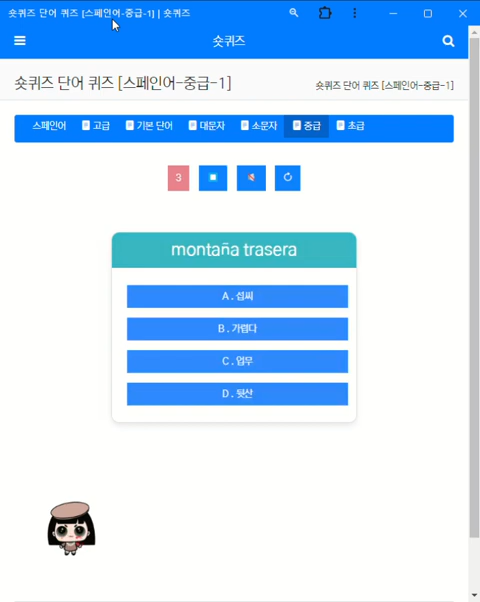 숏퀴즈 단어 퀴즈 [스페인어-중급-1] | 숏퀴즈
숏퀴즈
숏퀴즈 단어 퀴즈 [스페인어-중급-1]
숏퀴즈 단어 퀴즈 [스페인어-중급-1]
스페인어 고급 기본 단어 대문자 소문자 중급 초급
3
montaña trasera
A . 섭씨
B . 가렵다
C . 업무
D . 뒷산